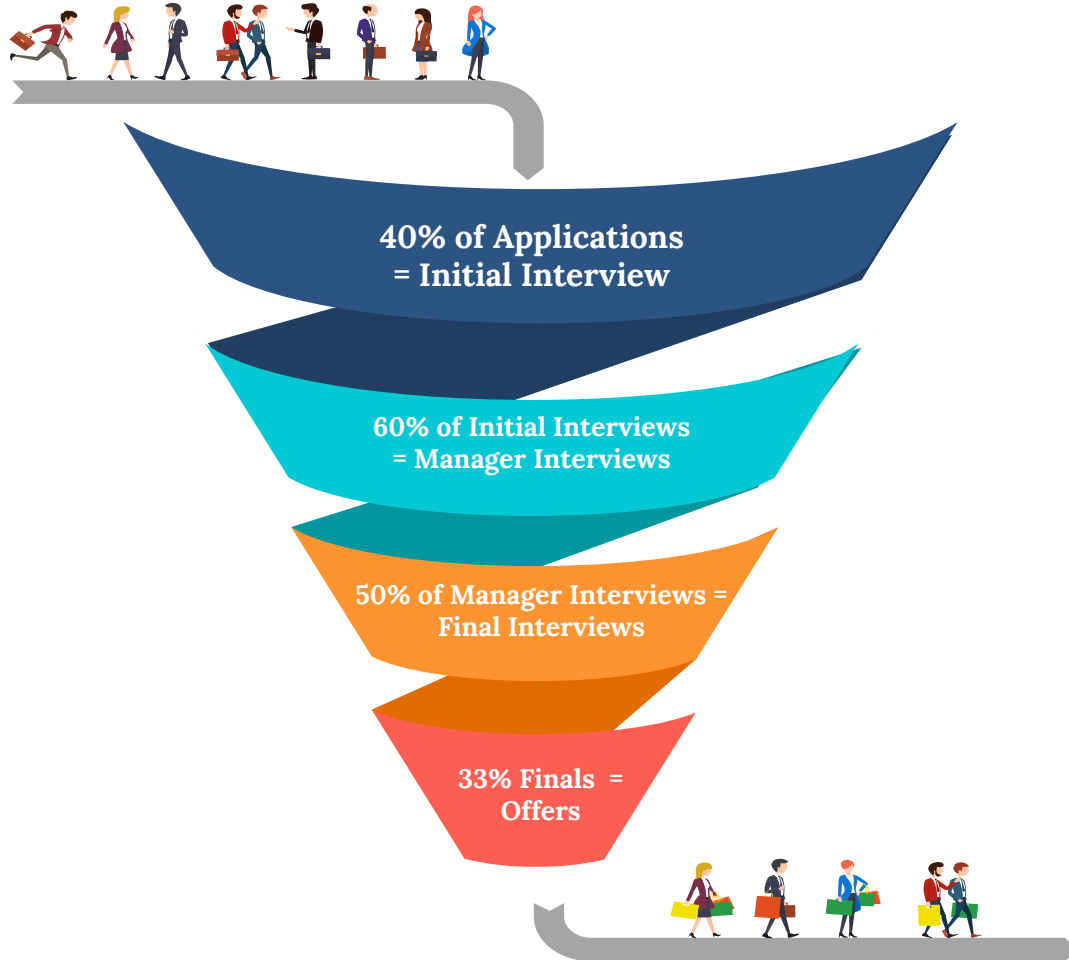 40% of Applications
= Initial Interview
60% of Initial Interviews
= Manager Interviews
50% of Manager Interviews =
Final Interviews
33% Finals =
Offers